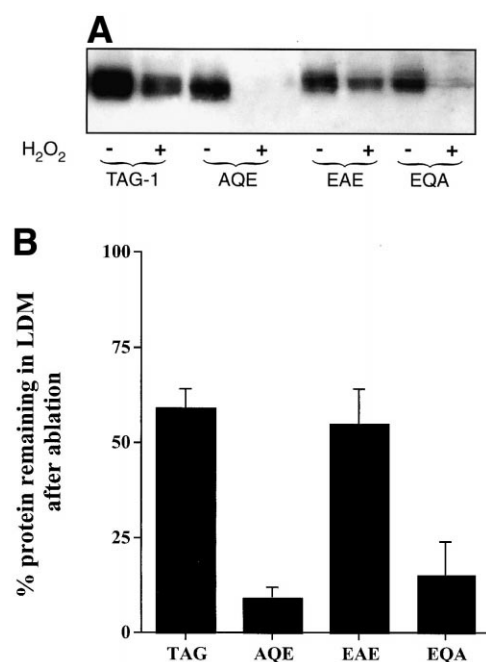 A
H₂O₂ - + - + - + - +
TAG-1 AQE EAE EQA
B
% protein remaining in LDM
after ablation
100
75
50
25
0
TAG AQE EAE EQA